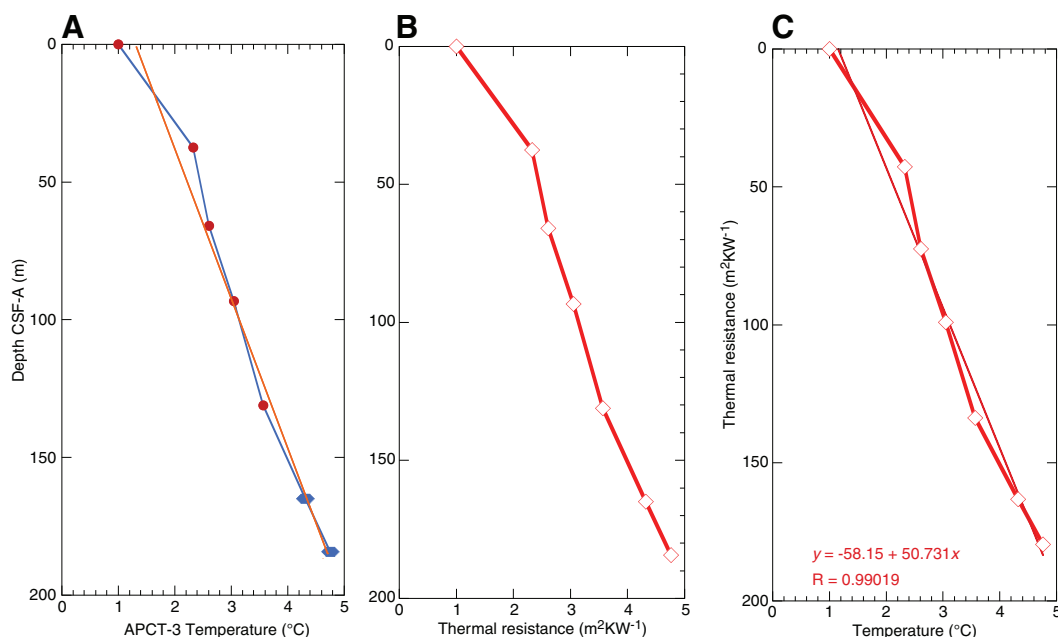 A
0
50
100
150
200
Depth CSF-A (m)
0 1 2 3 4 5
APCT-3 Temperature (°C)
B
0
50
100
150
200
0 1 2 3 4 5
Thermal resistance (m²KW⁻¹)
C
0
50
100
150
200
Thermal resistance (m²KW⁻¹)
y = -58.15 + 50.731x
R = 0.99019
0 1 2 3 4 5
Temperature (°C)